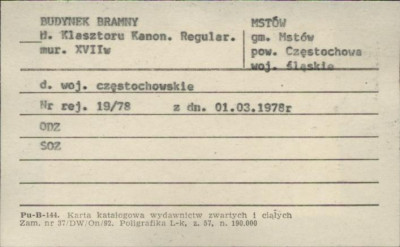 BUDYNEK BRAMNY
d. Klasztoru Kanon. Regular.
mur. XVIIw
MSTÓW
gm. Mstów
pow. Częstochowa
woj. śląskie
d. woj. częstochowskie
Nr rej. 19/78 z dn. 01.03.1978r
ODZ
SOZ
Pu-B-144. Karta katalogowa wydawnictw zwartych i ciągłych
Zam. nr 37/DW/On/92. Poligrafika Ł-k, z. 57, n. 190.000